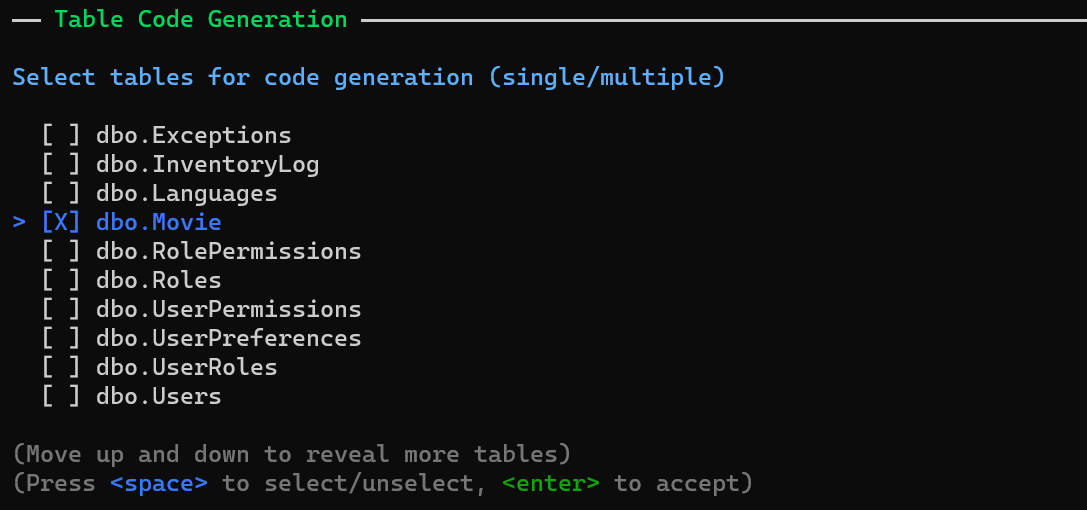 Table Code Generation
Select tables for code generation (single/multiple)
[ ] dbo.Exceptions
[ ] dbo.InventoryLog
[ ] dbo.Languages
> [X] dbo.Movie
[ ] dbo.RolePermissions
[ ] dbo.Roles
[ ] dbo.UserPermissions
[ ] dbo.UserPreferences
[ ] dbo.UserRoles
[ ] dbo.Users
(Move up and down to reveal more tables)
(Press <space> to select/unselect, <enter> to accept)